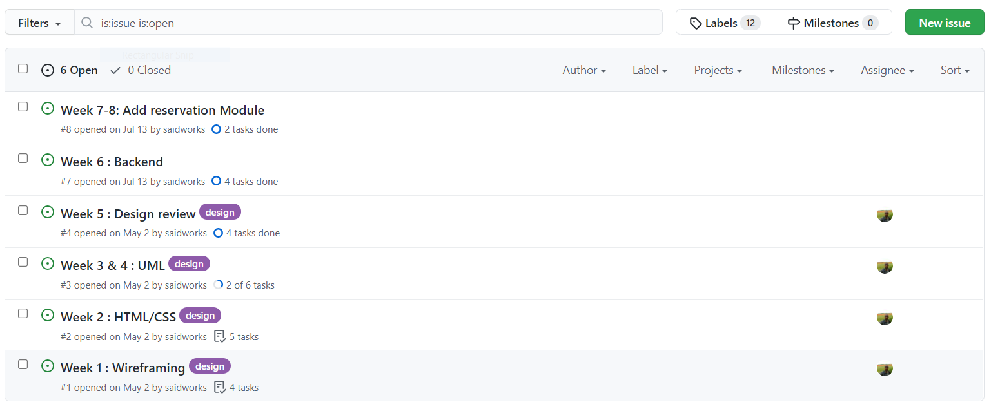 Filters is:issue is:open Labels 12 Milestones 0 New issue
Rectangular Snip
6 Open 0 Closed Author Label Projects Milestones Assignee Sort
Week 7-8: Add reservation Module
#8 opened on Jul 13 by saidworks 2 tasks done
Week 6 : Backend
#7 opened on Jul 13 by saidworks 4 tasks done
Week 5 : Design review design
#4 opened on May 2 by saidworks 4 tasks done
Week 3 & 4 : UML design
#3 opened on May 2 by saidworks 2 of 6 tasks
Week 2 : HTML/CSS design
#2 opened on May 2 by saidworks 5 tasks
Week 1 : Wireframing design
#1 opened on May 2 by saidworks 4 tasks